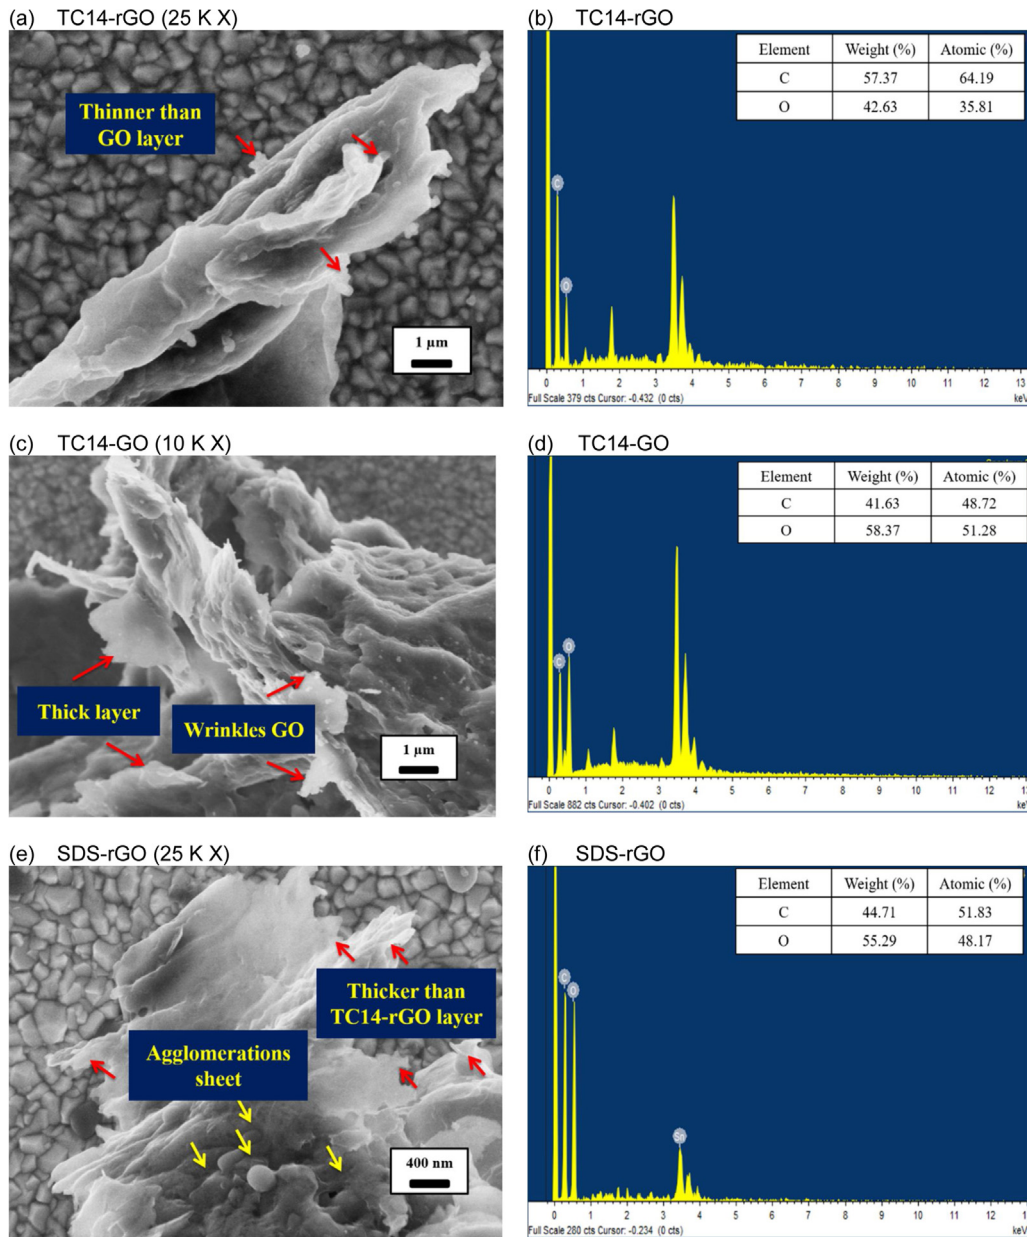 (a) TC14-rGO (25 K X)
Thinner than
GO layer
1 µm
(b) TC14-rGO
Element Weight (%) Atomic (%)
C 57.37 64.19
O 42.63 35.81
C
O
0 1 2 3 4 5 6 7 8 9 10 11 12 13
Full Scale 379 cts Cursor: -0.432 (0 cts)
keV
(c) TC14-GO (10 K X)
Thick layer
Wrinkles GO
1 µm
(d) TC14-GO
Element Weight (%) Atomic (%)
C 41.63 48.72
O 58.37 51.28
O
C
0 1 2 3 4 5 6 7 8 9 10 11 12 13
Full Scale 882 cts Cursor: -0.402 (0 cts)
keV
(e) SDS-rGO (25 K X)
Thicker than
TC14-rGO layer
Agglomerations
sheet
400 nm
(f) SDS-rGO
Element Weight (%) Atomic (%)
C 44.71 51.83
O 55.29 48.17
C
O
Sn
0 1 2 3 4 5 6 7 8 9 10 11 12
Full Scale 280 cts Cursor: -0.234 (0 cts)